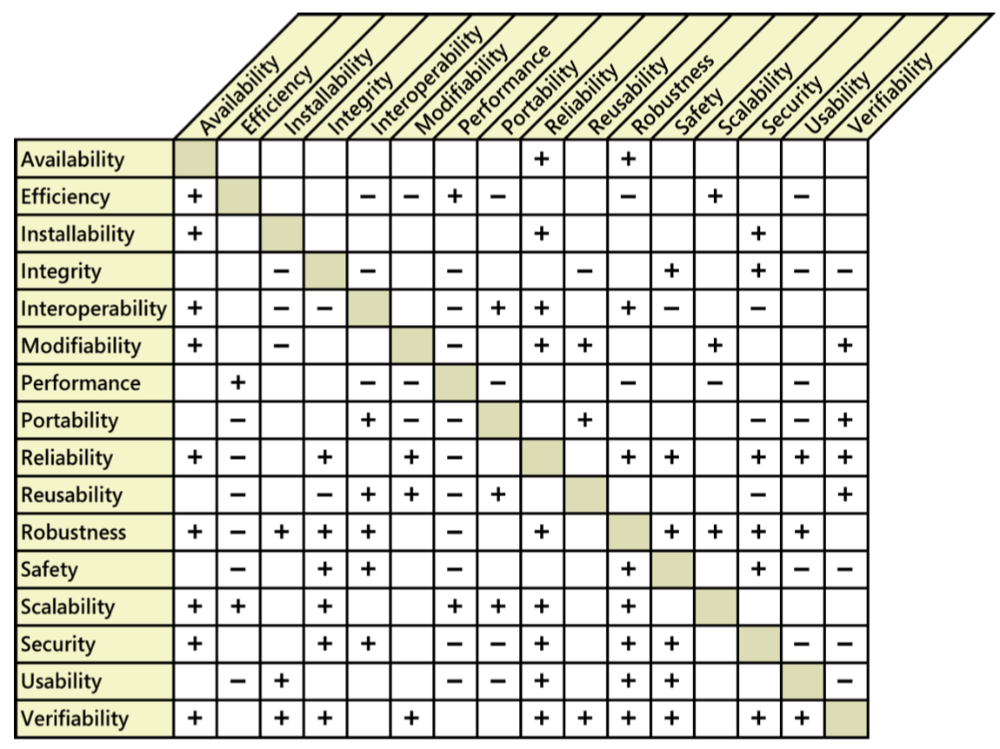 Availability
Efficiency
Installability
Integrity
Interoperability
Modifiability
Performance
Portability
Reliability
Reusability
Robustness
Safety
Scalability
Security
Usability
Verifiability
Availability + +
Efficiency + − − + − − + −
Installability + + +
Integrity − − − − + + − −
Interoperability + − − − + + + − −
Modifiability + − − + + + +
Performance + − − − − − −
Portability − + − − + − − +
Reliability + − + + − + + + + +
Reusability − − + + − + − +
Robustness + − + + + − + + + + +
Safety − + + − + + − −
Scalability + + + + + + +
Security + + + − − + + + − −
Usability − + − − + + + −
Verifiability + + + + + + + + + +